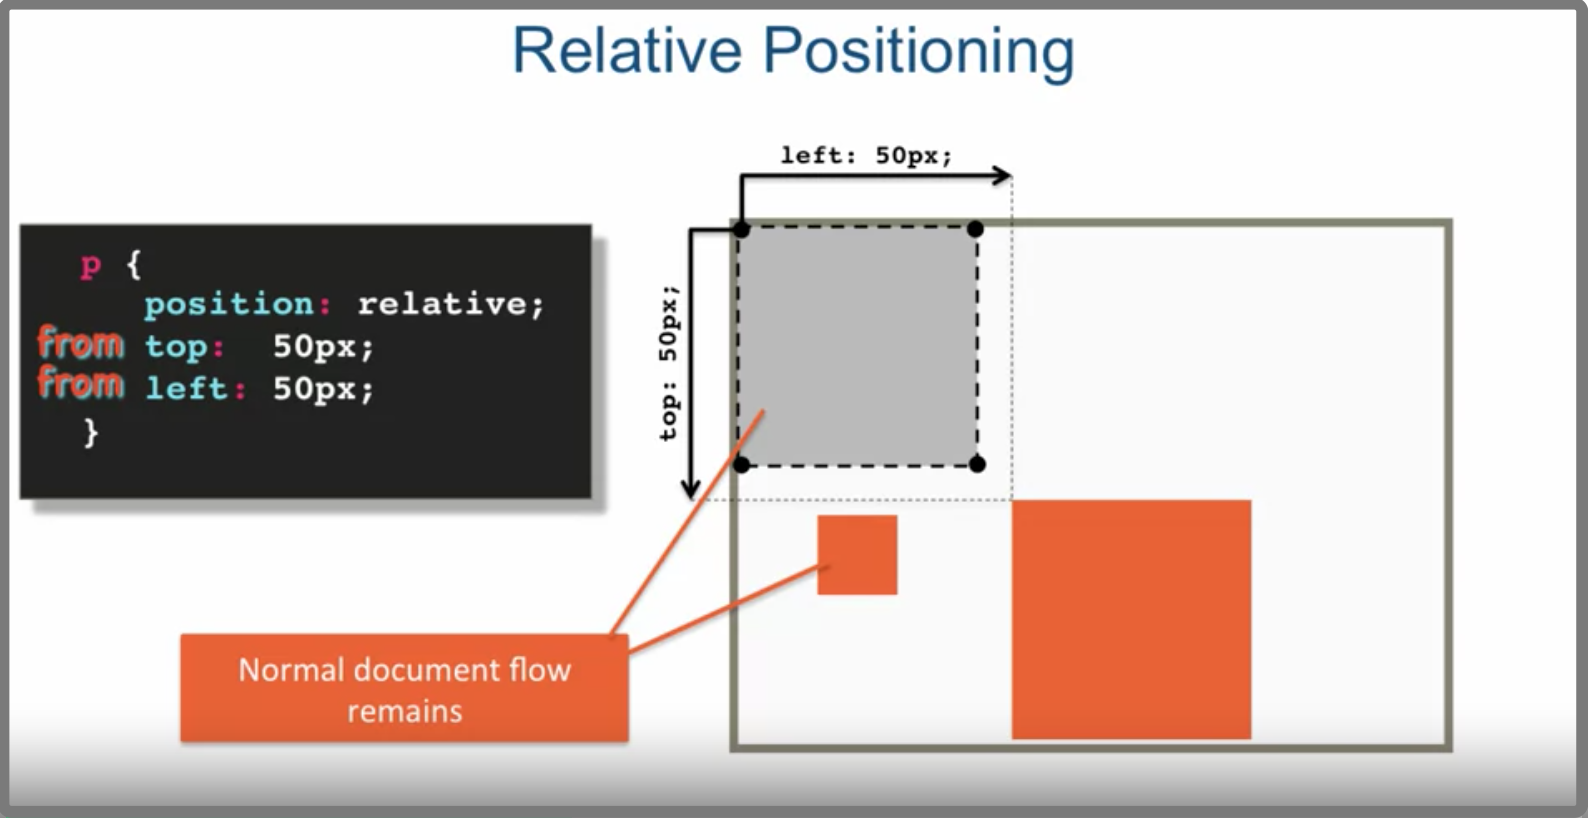 Relative Positioning
left: 50px;
top: 50px;
p {
position: relative;
from top: 50px;
from left: 50px;
}
Normal document flow
remains